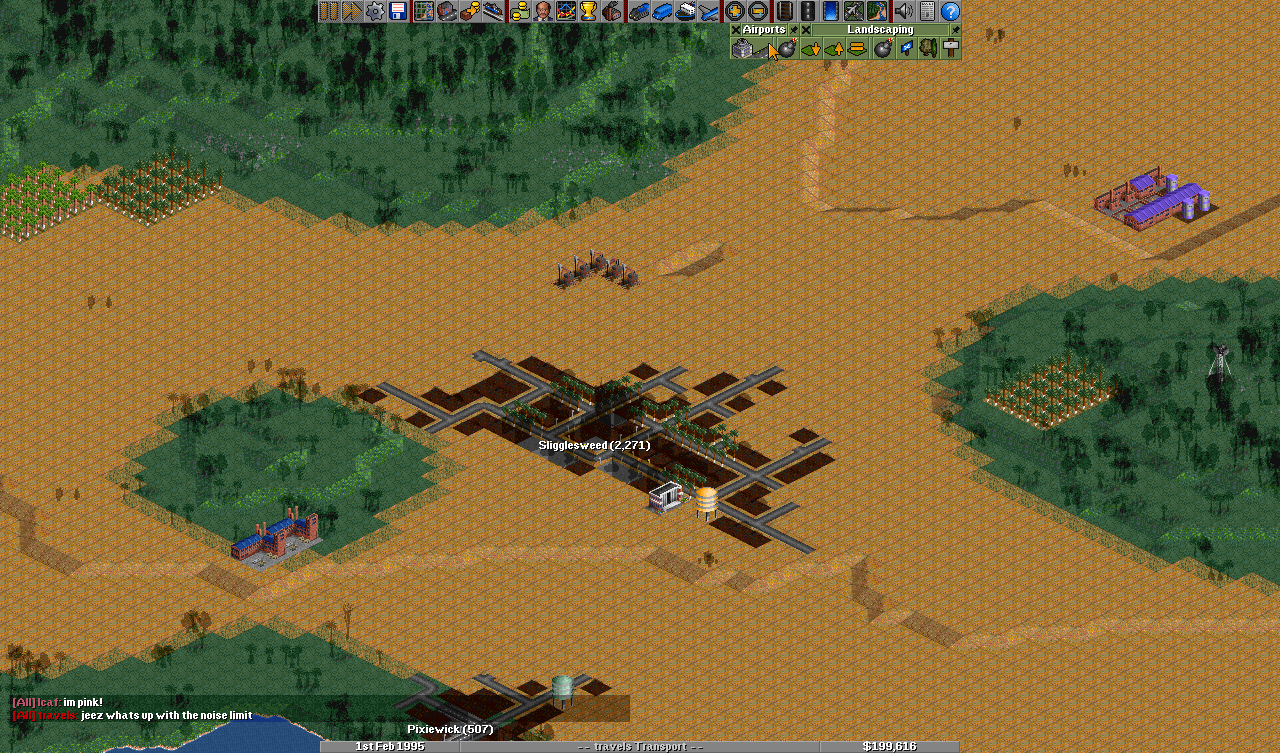 Airports
Landscaping
Sligglesweed (2,271)
[All] leaf: im pink!
[All] travels: jeez whats up with the noise limit
Pixiewick (507)
1st Feb 1995
-- travels Transport --
$199,616